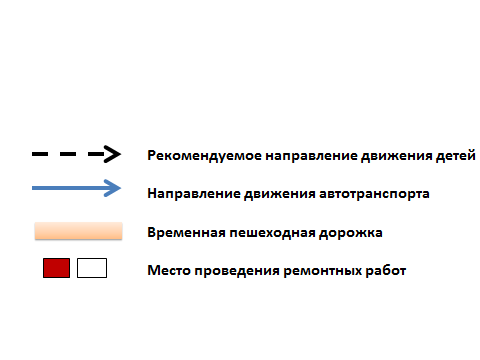 Рекомендуемое направление движения детей
Направление движения автотранспорта
Временная пешеходная дорожка
Место проведения ремонтных работ